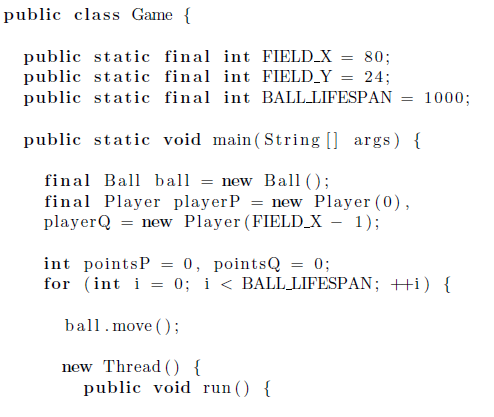 public class Game {
public static final int FIELD_X = 80;
public static final int FIELD_Y = 24;
public static final int BALL_LIFESPAN = 1000;
public static void main(String[] args) {
final Ball ball = new Ball();
final Player playerP = new Player(0),
playerQ = new Player(FIELD_X - 1);
int pointsP = 0, pointsQ = 0;
for (int i = 0; i < BALL_LIFESPAN; ++i) {
ball.move();
new Thread() {
public void run() {